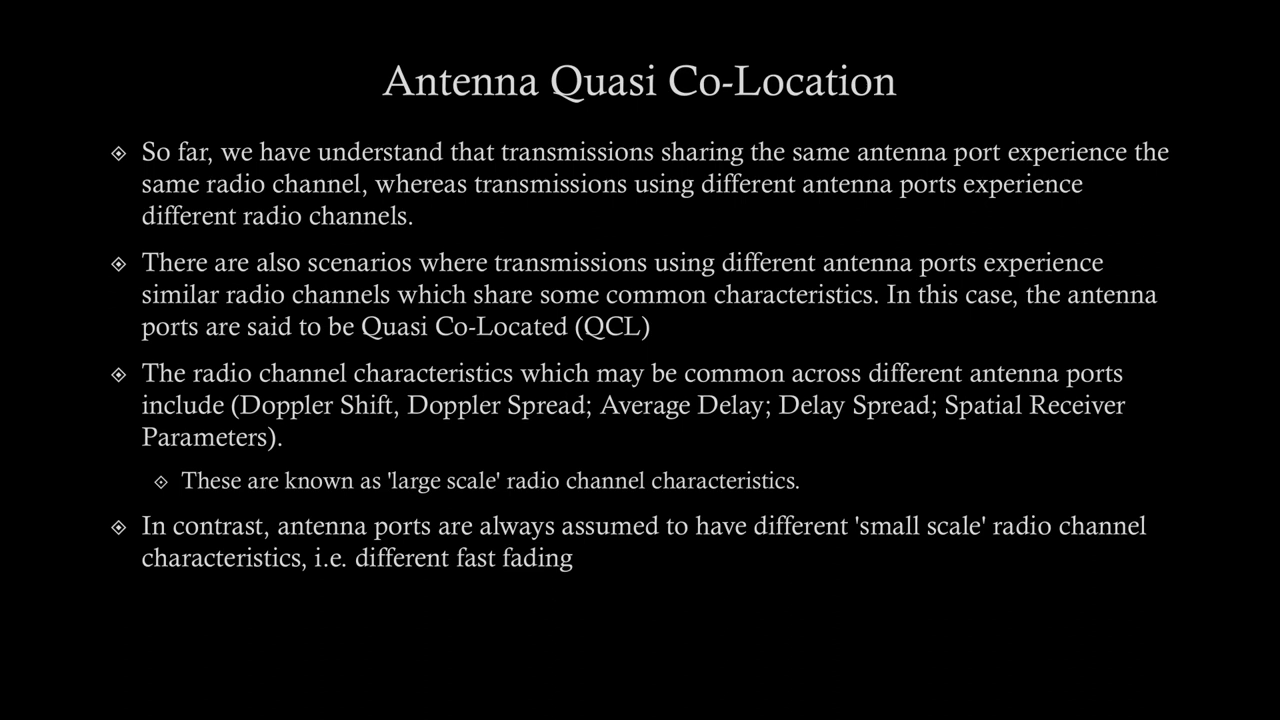 Antenna Quasi Co-Location
So far, we have understand that transmissions sharing the same antenna port experience the
same radio channel, whereas transmissions using different antenna ports experience
different radio channels.
There are also scenarios where transmissions using different antenna ports experience
similar radio channels which share some common characteristics. In this case, the antenna
ports are said to be Quasi Co-Located (QCL)
The radio channel characteristics which may be common across different antenna ports
include (Doppler Shift, Doppler Spread; Average Delay; Delay Spread; Spatial Receiver
Parameters).
These are known as 'large scale' radio channel characteristics.
In contrast, antenna ports are always assumed to have different 'small scale' radio channel
characteristics, i.e. different fast fading